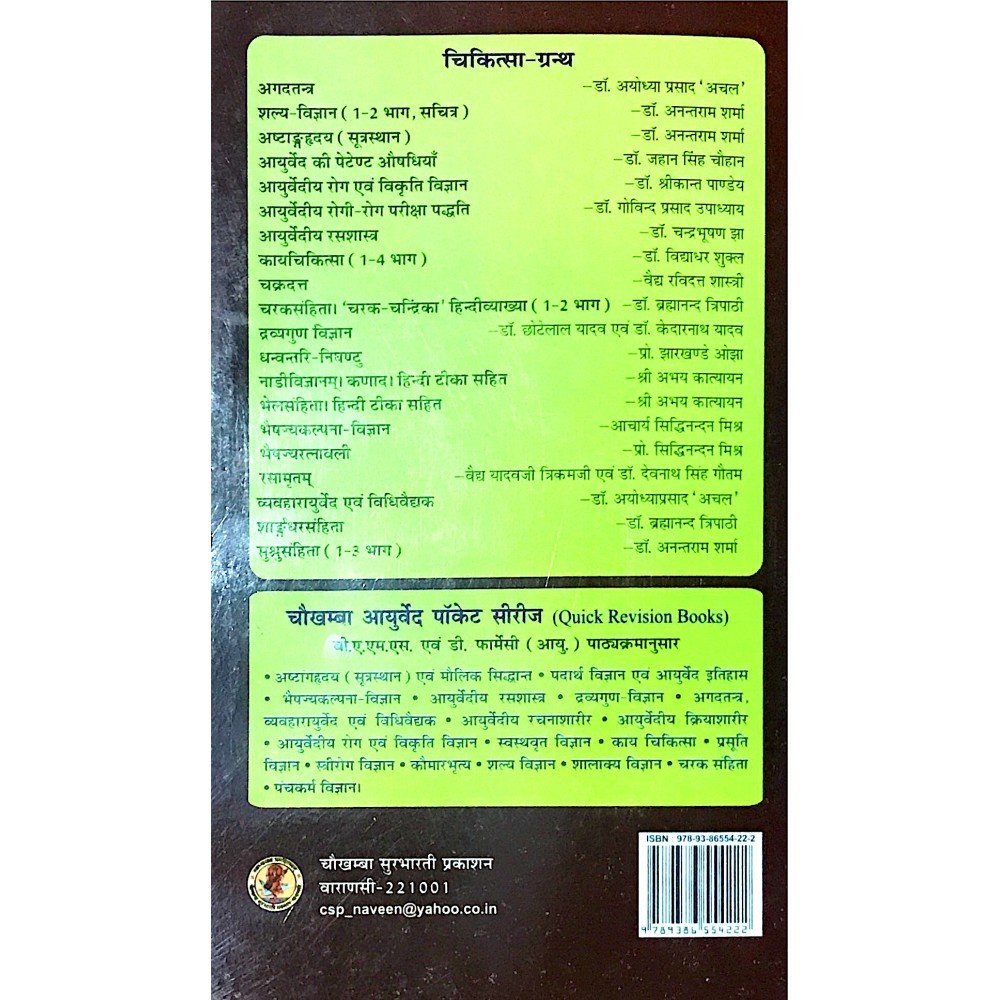 चिकित्सा-ग्रन्थ
अगदतन्त्र –डॉ. अयोध्या प्रसाद 'अचल'
शल्य-विज्ञान ( 1-2 भाग, सचित्र ) –डॉ. अनन्तराम शर्मा
अष्टाङ्गहृदय ( सूत्रस्थान ) –डॉ. अनन्तराम शर्मा
आयुर्वेद की पेटेण्ट औषधियाँ –डॉ. जहान सिंह चौहान
आयुर्वेदीय रोग एवं विकृति विज्ञान –डॉ. श्रीकान्त पाण्डेय
आयुर्वेदीय रोगी-रोग परीक्षा पद्धति –डॉ. गोविन्द प्रसाद उपाध्याय
आयुर्वेदीय रसशास्त्र –डॉ. चन्द्रभूषण झा
कायचिकित्सा ( 1-4 भाग ) –डॉ. विद्याधर शुक्ल
चक्रदत्त –वैद्य रविदत्त शास्त्री
चरकसंहिता। 'चरक-चन्द्रिका' हिन्दीव्याख्या ( 1-2 भाग ) –डॉ. ब्रह्मानन्द त्रिपाठी
द्रव्यगुण विज्ञान –डॉ. छोटेलाल यादव एवं डॉ. केदारनाथ यादव
धन्वन्तरि-निघण्टु –प्रो. झारखण्डे ओझा
नाडीविज्ञानम्। कणाद। हिन्दी टीका सहित –श्री अभय कात्यायन
भेलसंहिता। हिन्दी टीका सहित –श्री अभय कात्यायन
भैषज्यकल्पना-विज्ञान –आचार्य सिद्धिनन्दन मिश्र
भैषज्यरत्नावली –प्रो. सिद्धिनन्दन मिश्र
रसामृतम् –वैद्य यादवजी त्रिकमजी एवं डॉ. देवनाथ सिंह गौतम
व्यवहारायुर्वेद एवं विधिवैद्यक –डॉ. अयोध्याप्रसाद 'अचल'
शार्ङ्गधरसंहिता –डॉ. ब्रह्मानन्द त्रिपाठी
सुश्रुसंहिता ( 1-3 भाग ) –डॉ. अनन्तराम शर्मा
चौखम्बा आयुर्वेद पॉकेट सीरीज (Quick Revision Books)
बी.ए.एम.एस. एवं डी. फार्मेसी ( आयु. ) पाठ्यक्रमानुसार
• अष्टांगहृदय ( सूत्रस्थान ) एवं मौलिक सिद्धान्त • पदार्थ विज्ञान एव आयुर्वेद इतिहास
• भैषज्यकल्पना-विज्ञान • आयुर्वेदीय रसशास्त्र • द्रव्यगुण-विज्ञान • अगदतन्त्र,
व्यवहारायुर्वेद एवं विधिवैद्यक • आयुर्वेदीय रचनाशारीर • आयुर्वेदीय क्रियाशारीर
• आयुर्वेदीय रोग एवं विकृति विज्ञान • स्वस्थवृत विज्ञान • काय चिकित्सा • प्रसूति
विज्ञान • स्त्रीरोग विज्ञान • कौमारभृत्य • शल्य विज्ञान • शालाक्य विज्ञान • चरक सहिता
• पंचकर्म विज्ञान।
ISBN 978-93-86554-22-2
9 789386 554222
चौखम्बा सुरभारती प्रकाशन
वाराणसी-221001
csp_naveen@yahoo.co.in